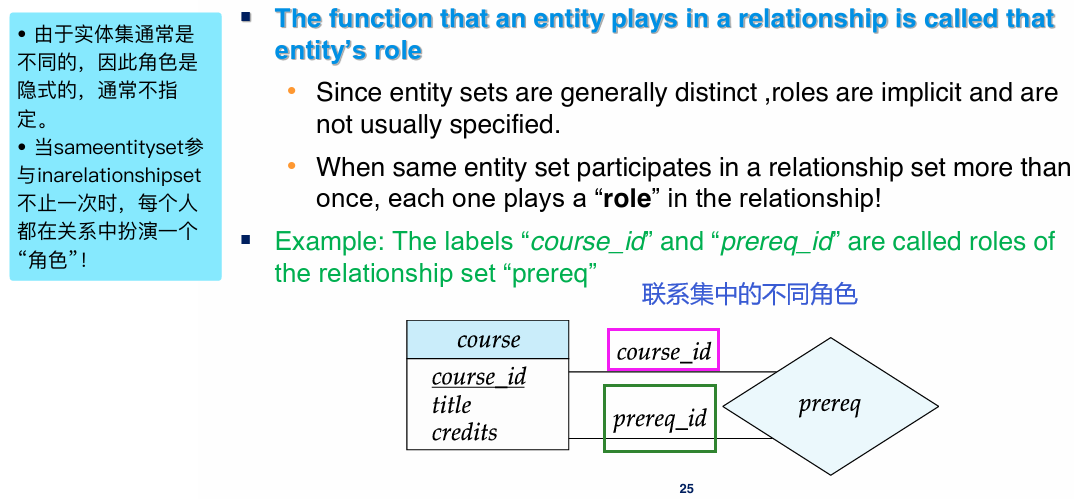 • 由于实体集通常是
不同的，因此角色是
隐式的，通常不指
定。
• 当sameentityset参
与inarelationshipset
不止一次时，每个人
都在关系中扮演一个
“角色”！
The function that an entity plays in a relationship is called that
entity’s role
Since entity sets are generally distinct ,roles are implicit and are
not usually specified.
When same entity set participates in a relationship set more than
once, each one plays a “role” in the relationship!
Example: The labels “course_id” and “prereq_id” are called roles of
the relationship set “prereq”
联系集中的不同角色
course
course_id
title
credits
course_id
prereq_id
prereq
25